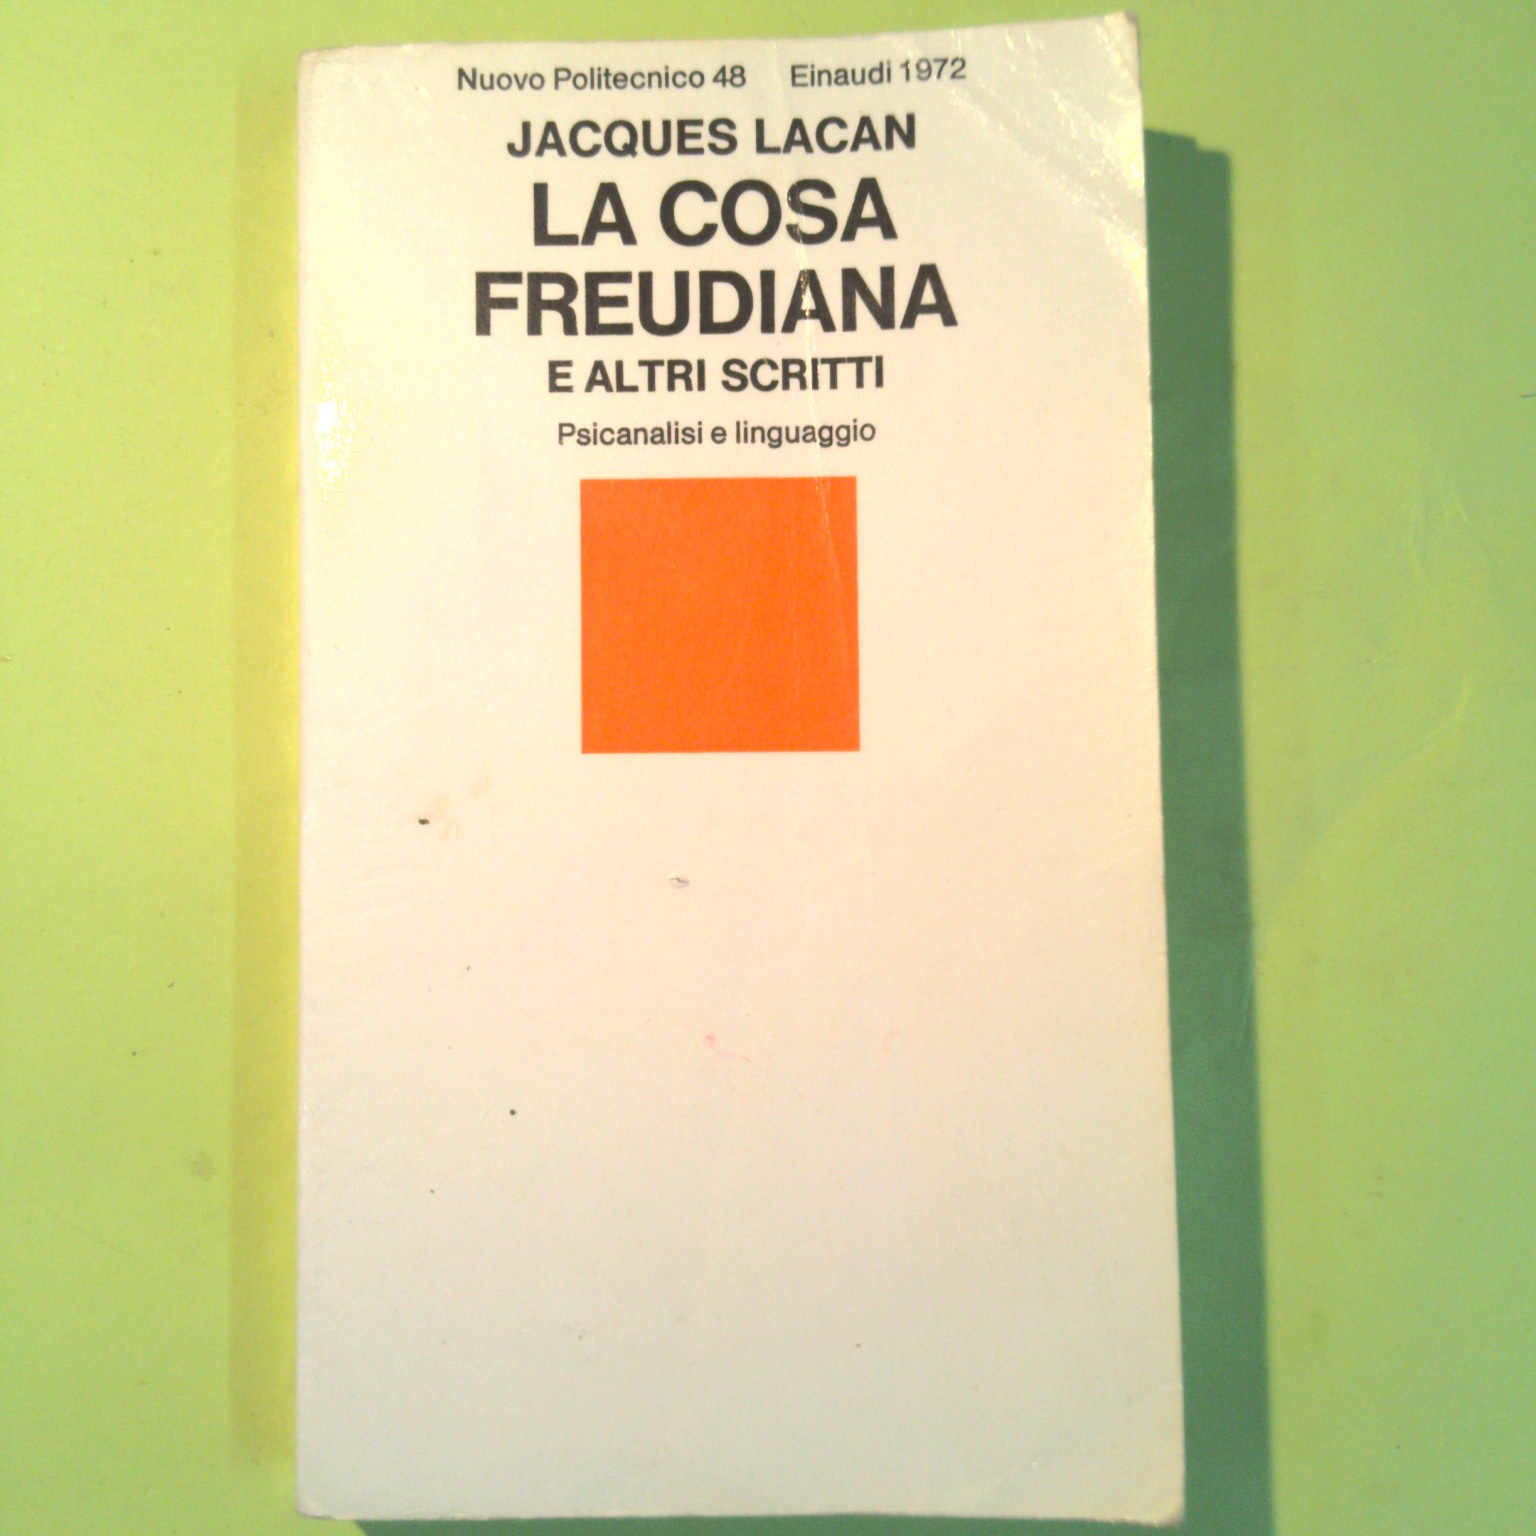 Nuovo Politecnico 48 Einaudi 1972
JACQUES LACAN
LA COSA
FREUDIANA
E ALTRI SCRITTI
Psicanalisi e linguaggio